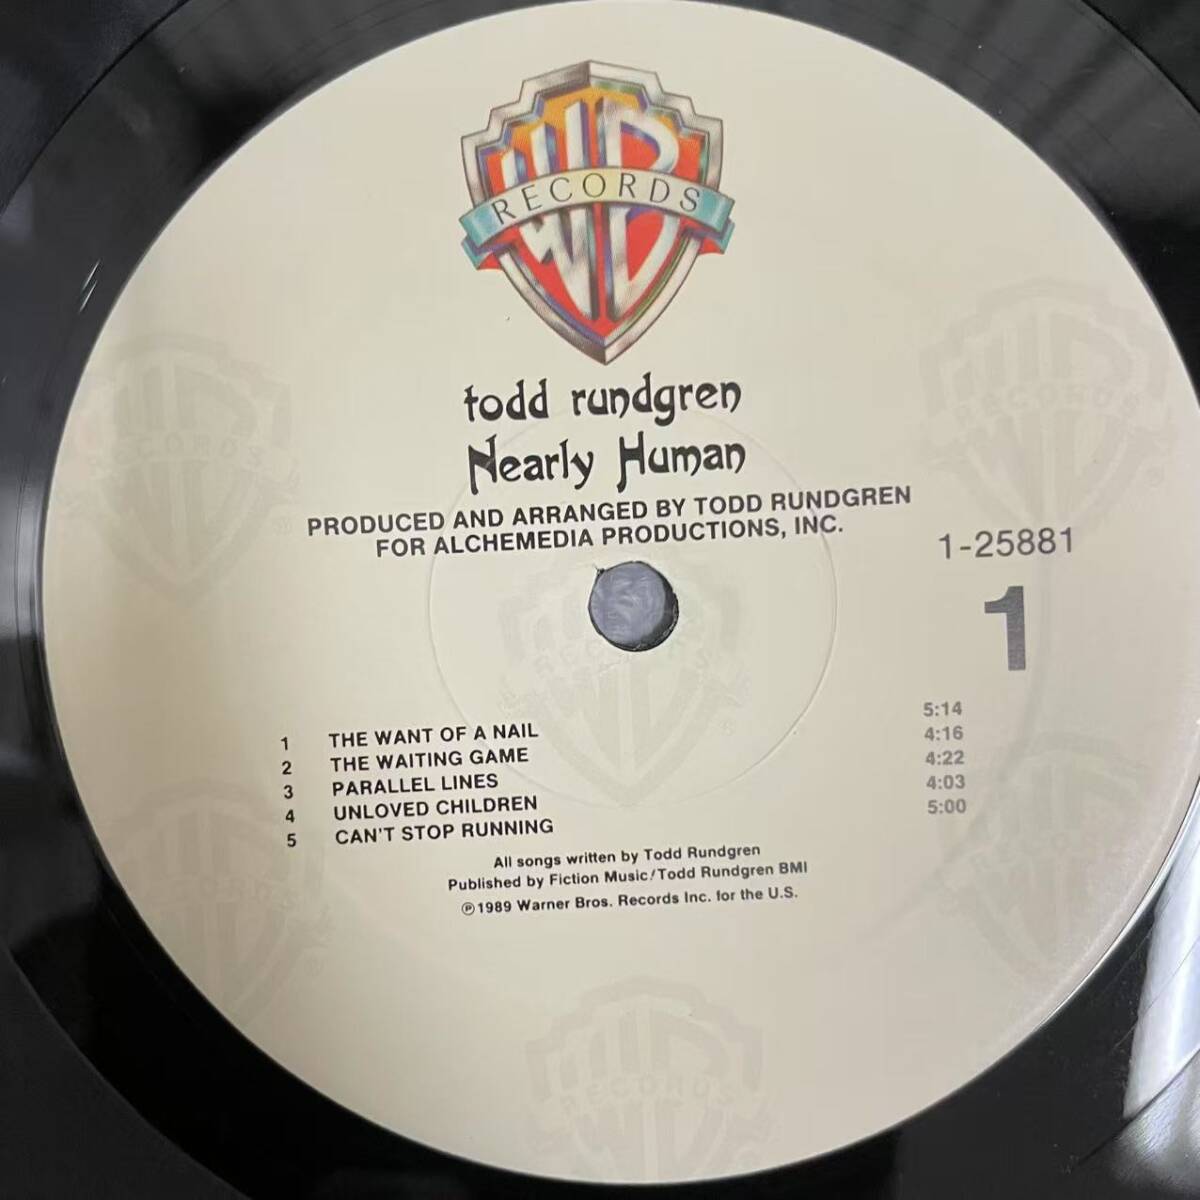 WB
RECORDS
todd rundgren
Nearly Human
PRODUCED AND ARRANGED BY TODD RUNDGREN
FOR ALCHEMEDIA PRODUCTIONS, INC.
1-25881
1
1 THE WANT OF A NAIL 5:14
2 THE WAITING GAME 4:16
3 PARALLEL LINES 4:22
4 UNLOVED CHILDREN 4:03
5 CAN'T STOP RUNNING 5:00
All songs written by Todd Rundgren
Published by Fiction Music/Todd Rundgren BMI
℗1989 Warner Bros. Records Inc. for the U.S.